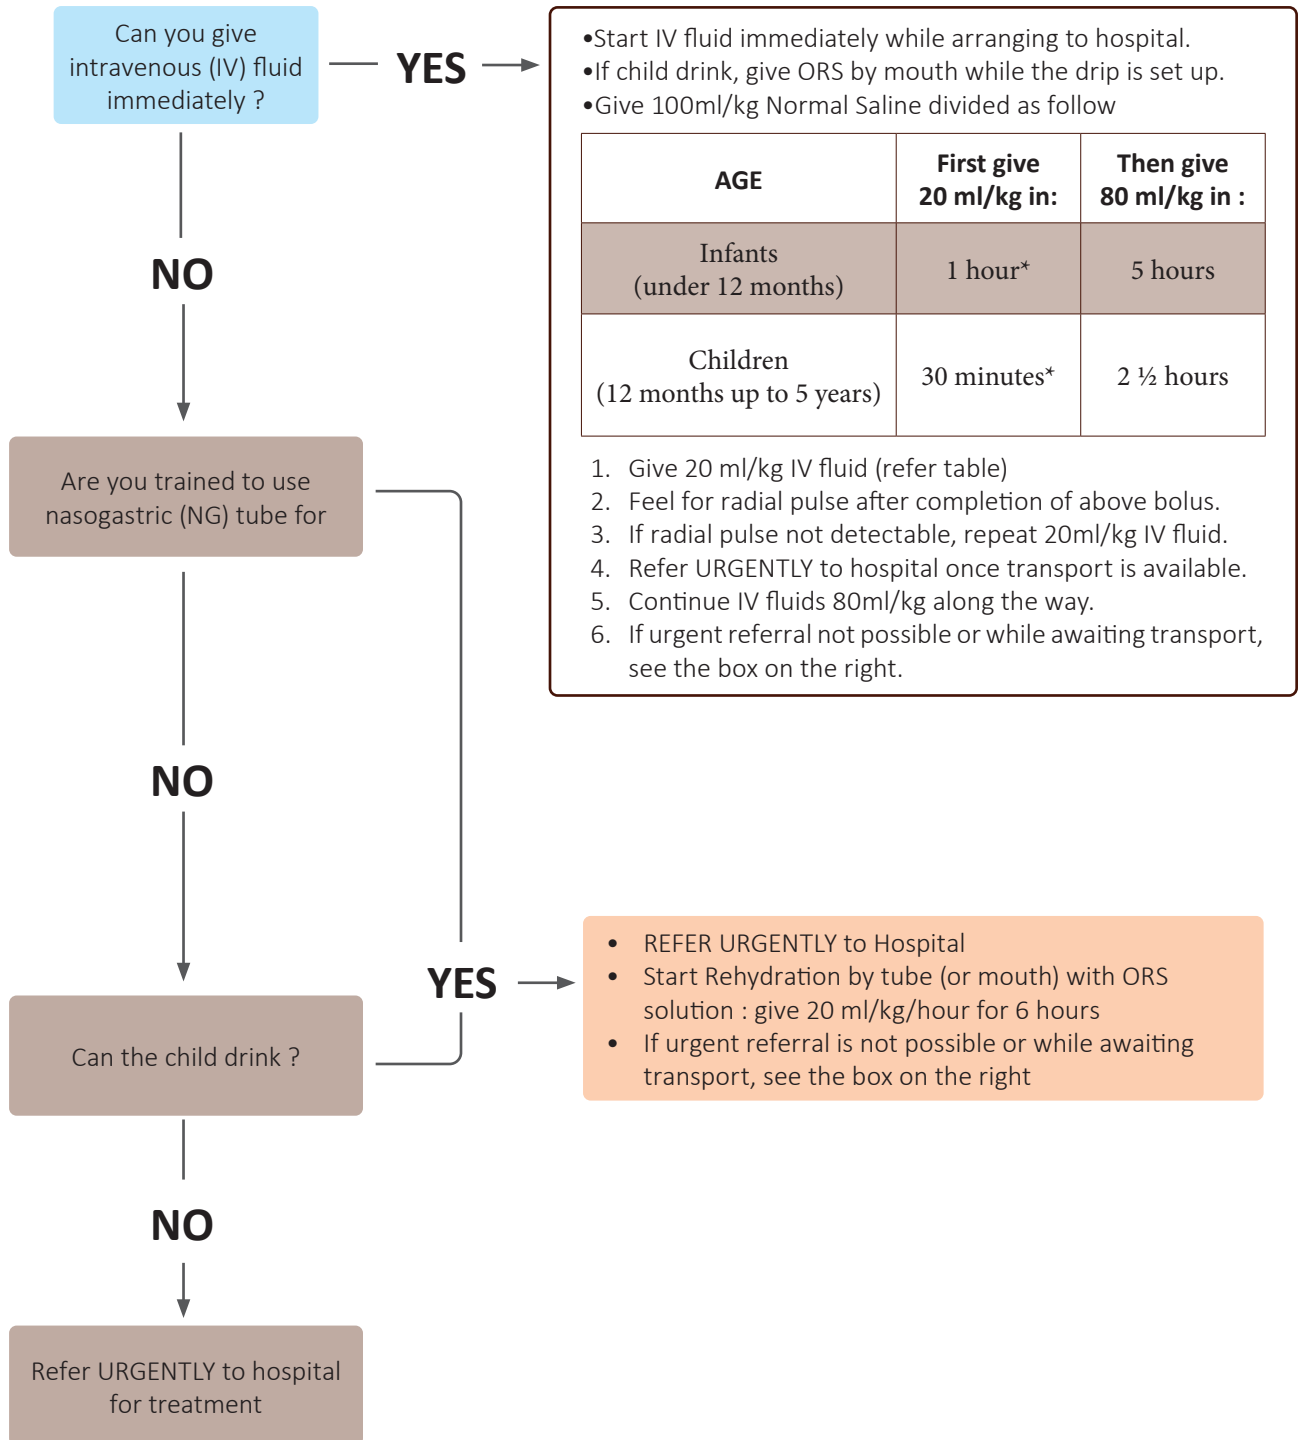 Can you give
intravenous (IV) fluid
immediately ?
YES
•Start IV fluid immediately while arranging to hospital.
•If child drink, give ORS by mouth while the drip is set up.
•Give 100ml/kg Normal Saline divided as follow
AGE
First give
20 ml/kg in:
Then give
80 ml/kg in :
Infants
(under 12 months)
1 hour*
5 hours
Children
(12 months up to 5 years)
30 minutes*
2 ½ hours
1. Give 20 ml/kg IV fluid (refer table)
2. Feel for radial pulse after completion of above bolus.
3. If radial pulse not detectable, repeat 20ml/kg IV fluid.
4. Refer URGENTLY to hospital once transport is available.
5. Continue IV fluids 80ml/kg along the way.
6. If urgent referral not possible or while awaiting transport,
see the box on the right.
NO
Are you trained to use
nasogastric (NG) tube for
NO
YES
• REFER URGENTLY to Hospital
• Start Rehydration by tube (or mouth) with ORS
solution : give 20 ml/kg/hour for 6 hours
• If urgent referral is not possible or while awaiting
transport, see the box on the right
Can the child drink ?
NO
Refer URGENTLY to hospital
for treatment